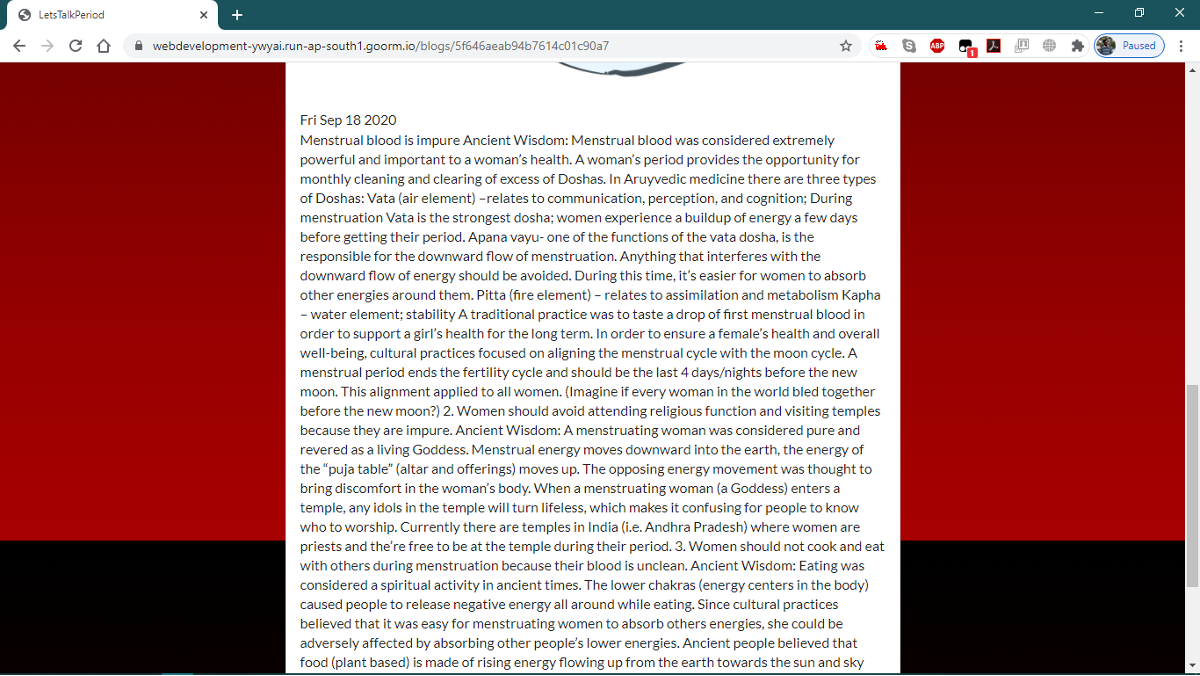 LetsTalkPeriod
webdevelopment-ywyai.run-ap-south1.goorm.io/blogs/5f646aeab94b7614c01c90a7
ABP
1
Paused
Fri Sep 18 2020
Menstrual blood is impure Ancient Wisdom: Menstrual blood was considered extremely
powerful and important to a woman's health. A woman's period provides the opportunity for
monthly cleaning and clearing of excess of Doshas. In Aruyvedic medicine there are three types
of Doshas: Vata (air element) –relates to communication, perception, and cognition; During
menstruation Vata is the strongest dosha; women experience a buildup of energy a few days
before getting their period. Apana vayu- one of the functions of the vata dosha, is the
responsible for the downward flow of menstruation. Anything that interferes with the
downward flow of energy should be avoided. During this time, it's easier for women to absorb
other energies around them. Pitta (fire element) – relates to assimilation and metabolism Kapha
– water element; stability A traditional practice was to taste a drop of first menstrual blood in
order to support a girl's health for the long term. In order to ensure a female's health and overall
well-being, cultural practices focused on aligning the menstrual cycle with the moon cycle. A
menstrual period ends the fertility cycle and should be the last 4 days/nights before the new
moon. This alignment applied to all women. (Imagine if every woman in the world bled together
before the new moon?) 2. Women should avoid attending religious function and visiting temples
because they are impure. Ancient Wisdom: A menstruating woman was considered pure and
revered as a living Goddess. Menstrual energy moves downward into the earth, the energy of
the “puja table” (altar and offerings) moves up. The opposing energy movement was thought to
bring discomfort in the woman's body. When a menstruating woman (a Goddess) enters a
temple, any idols in the temple will turn lifeless, which makes it confusing for people to know
who to worship. Currently there are temples in India (i.e. Andhra Pradesh) where women are
priests and the're free to be at the temple during their period. 3. Women should not cook and eat
with others during menstruation because their blood is unclean. Ancient Wisdom: Eating was
considered a spiritual activity in ancient times. The lower chakras (energy centers in the body)
caused people to release negative energy all around while eating. Since cultural practices
believed that it was easy for menstruating women to absorb others energies, she could be
adversely affected by absorbing other people's lower energies. Ancient people believed that
food (plant based) is made of rising energy flowing up from the earth towards the sun and sky